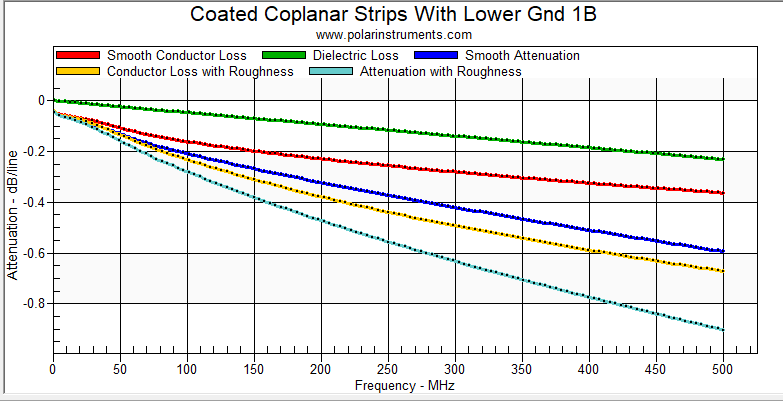 Coated Coplanar Strips With Lower Gnd 1B
www.polarinstruments.com
Smooth Conductor Loss Dielectric Loss Smooth Attenuation
Conductor Loss with Roughness Attenuation with Roughness
Attenuation - dB/line
0
-0.2
-0.4
-0.6
-0.8
0 50 100 150 200 250 300 350 400 450 500
Frequency - MHz